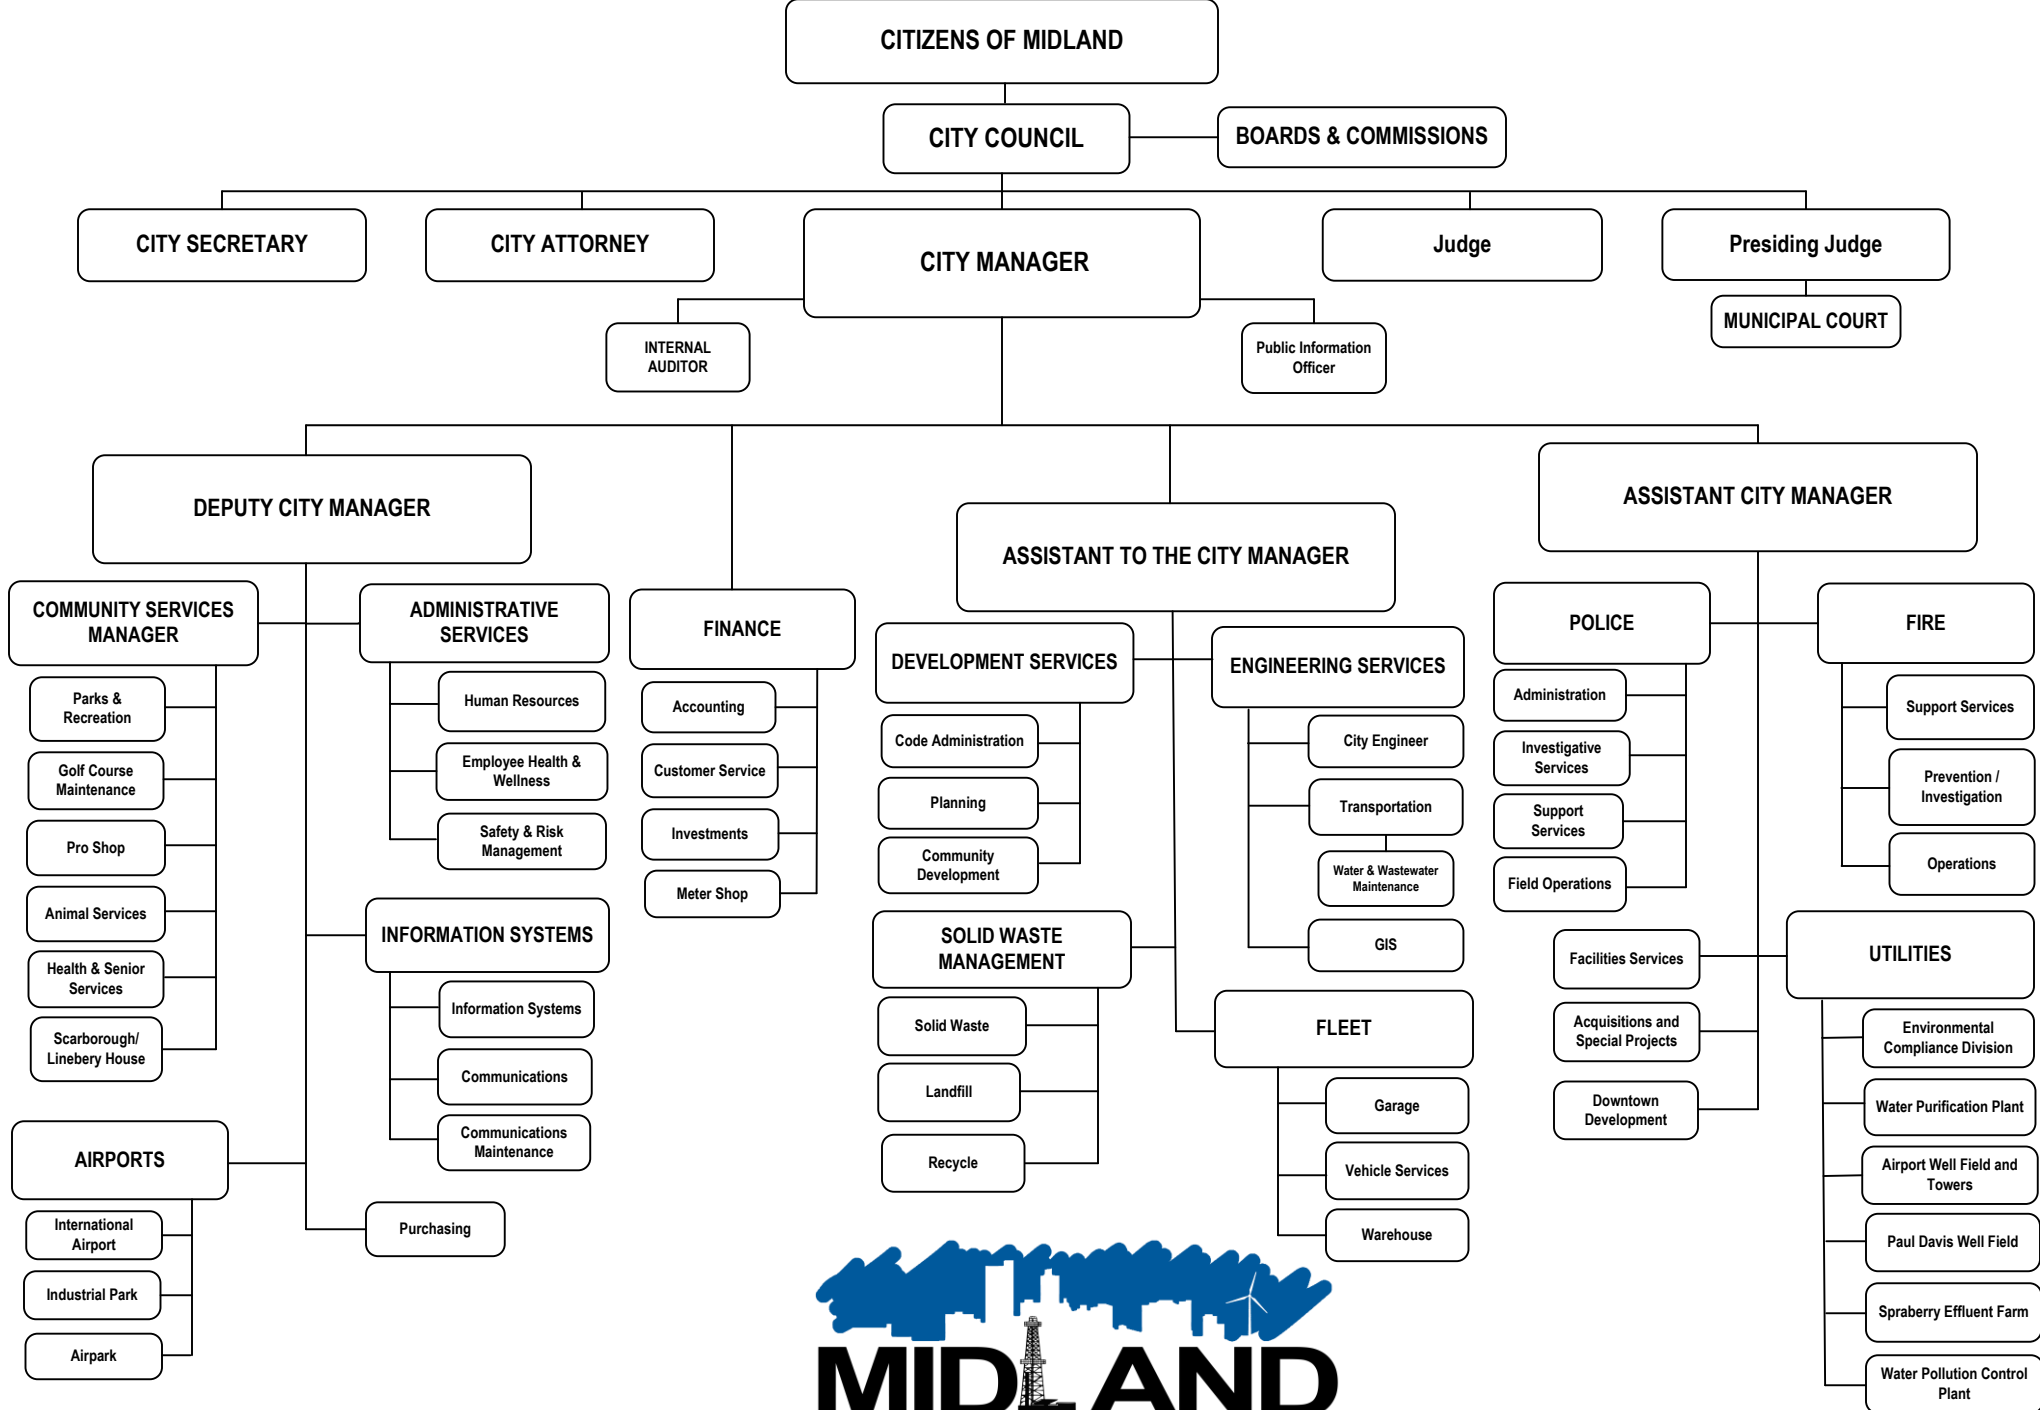 CITIZENS OF MIDLAND
CITY COUNCIL
BOARDS & COMMISSIONS
CITY SECRETARY
CITY ATTORNEY
CITY MANAGER
Judge
Presiding Judge
MUNICIPAL COURT
INTERNAL
AUDITOR
Public Information
Officer
DEPUTY CITY MANAGER
ASSISTANT TO THE CITY MANAGER
ASSISTANT CITY MANAGER
COMMUNITY SERVICES
MANAGER
Parks &
Recreation
Golf Course
Maintenance
Pro Shop
Animal Services
Health & Senior
Services
Scarborough/
Linebery House
AIRPORTS
International
Airport
Industrial Park
Airpark
ADMINISTRATIVE
SERVICES
Human Resources
Employee Health &
Wellness
Safety & Risk
Management
INFORMATION SYSTEMS
Information Systems
Communications
Communications
Maintenance
Purchasing
FINANCE
Accounting
Customer Service
Investments
Meter Shop
DEVELOPMENT SERVICES
Code Administration
Planning
Community
Development
SOLID WASTE
MANAGEMENT
Solid Waste
Landfill
Recycle
ENGINEERING SERVICES
City Engineer
Transportation
Water & Wastewater
Maintenance
GIS
FLEET
Garage
Vehicle Services
Warehouse
POLICE
Administration
Investigative
Services
Support
Services
Field Operations
Facilities Services
Acquisitions and
Special Projects
Downtown
Development
FIRE
Support Services
Prevention /
Investigation
Operations
UTILITIES
Environmental
Compliance Division
Water Purification Plant
Airport Well Field and
Towers
Paul Davis Well Field
Spraberry Effluent Farm
Water Pollution Control
Plant
MIDLAND